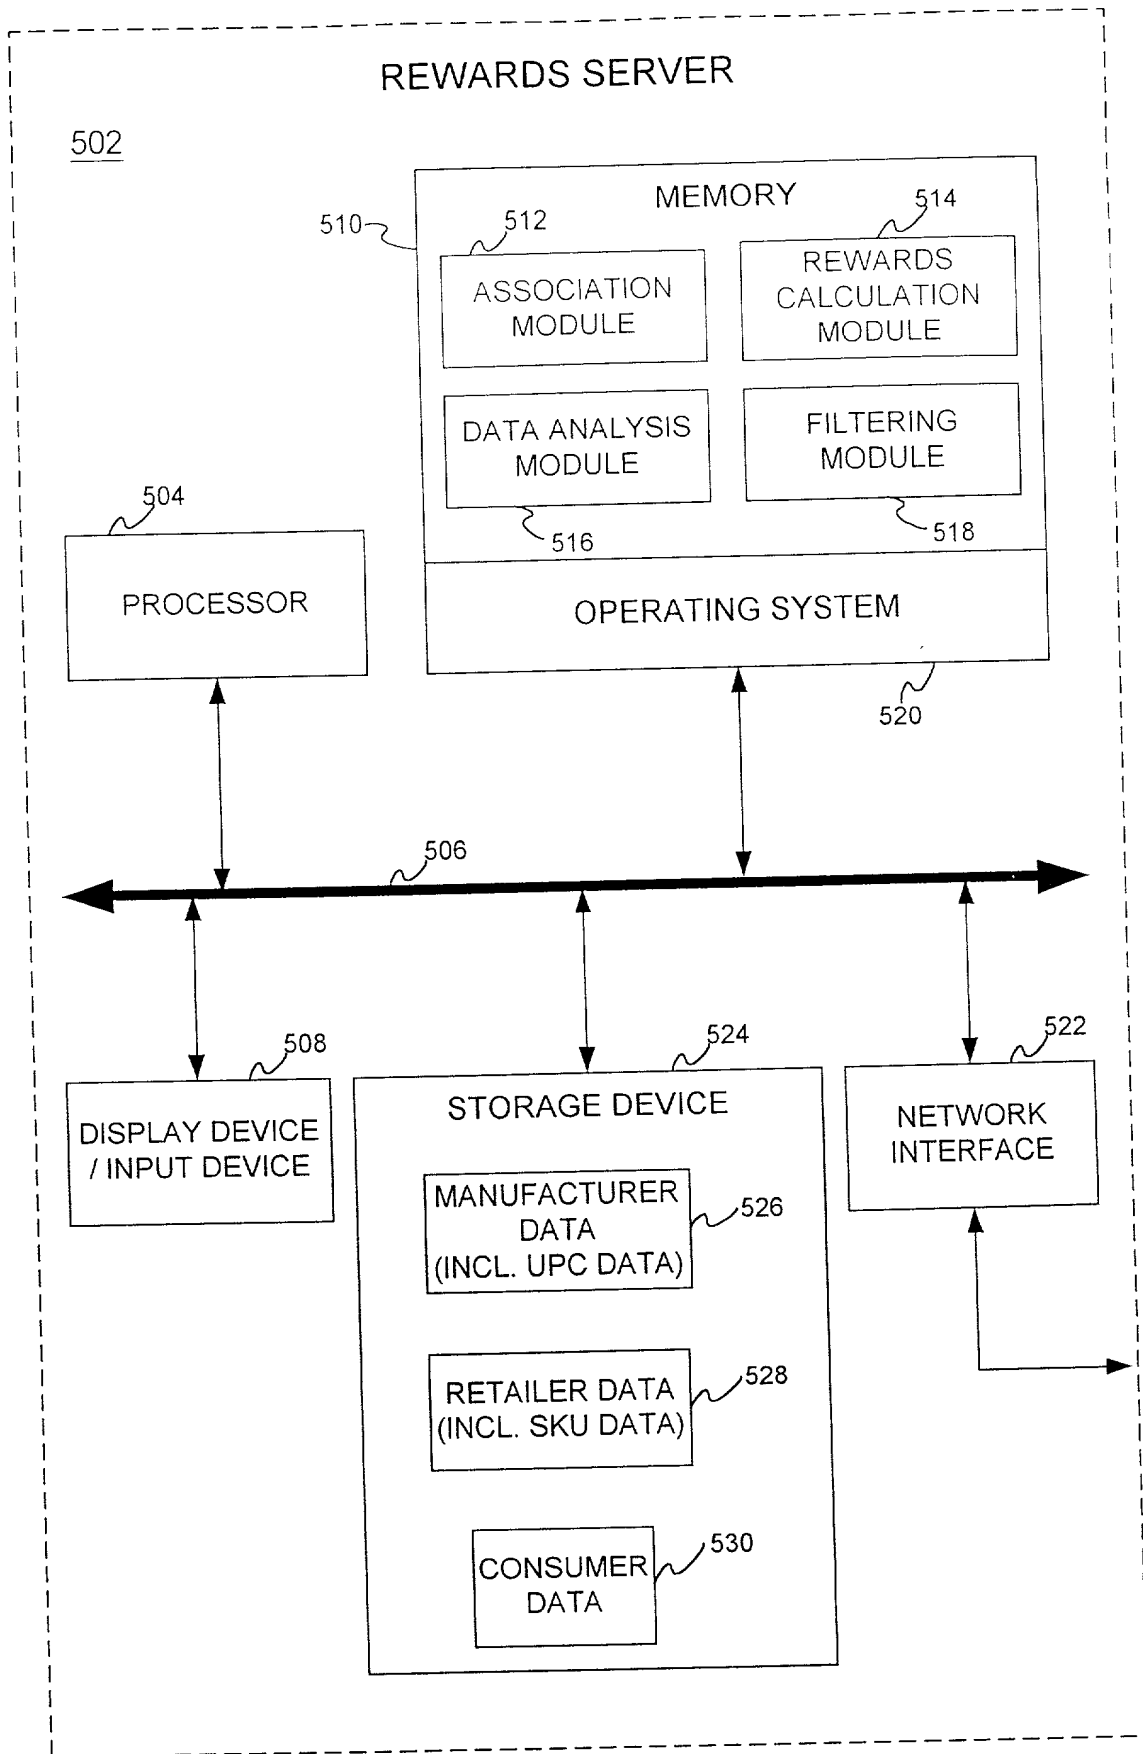 REWARDS SERVER
502
MEMORY
510
512
514
ASSOCIATION
MODULE
REWARDS
CALCULATION
MODULE
DATA ANALYSIS
MODULE
FILTERING
MODULE
516
518
504
PROCESSOR
OPERATING SYSTEM
520
506
508
DISPLAY DEVICE
/ INPUT DEVICE
524
STORAGE DEVICE
MANUFACTURER
DATA
(INCL. UPC DATA)
526
RETAILER DATA
(INCL. SKU DATA)
528
CONSUMER
DATA
530
522
NETWORK
INTERFACE